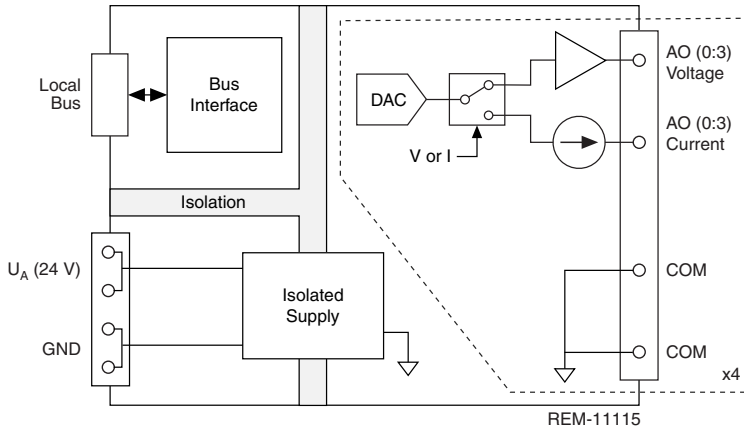 Local
Bus
Bus
Interface
DAC
V or I
AO (0:3)
Voltage
AO (0:3)
Current
Isolation
U_A (24 V)
GND
Isolated
Supply
COM
COM
x4
REM-11115